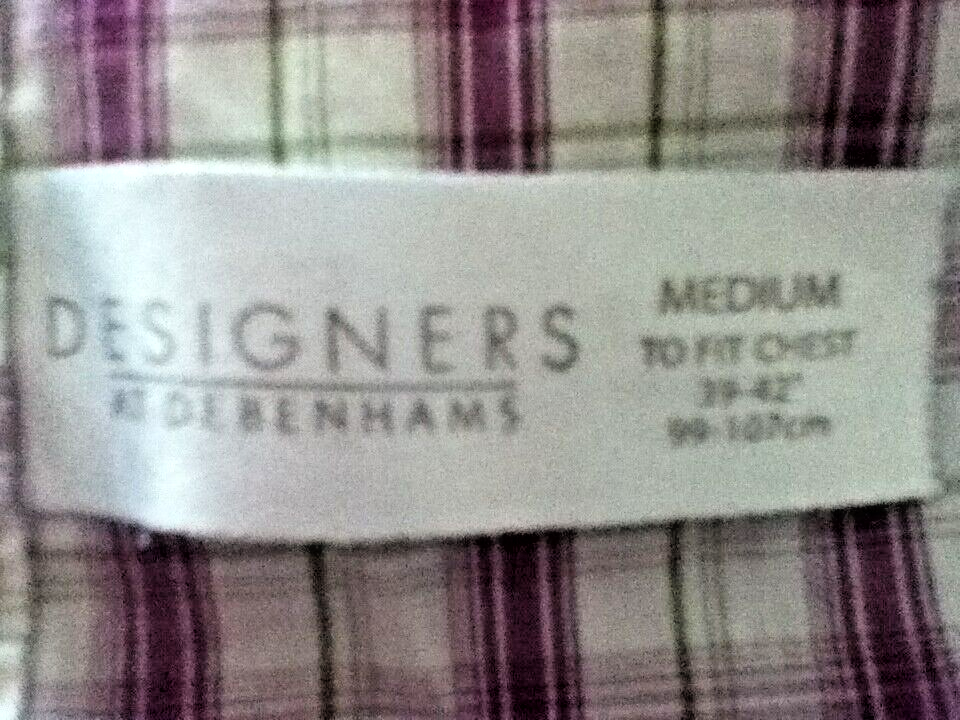 DESIGNERS
AT DEBENHAMS
MEDIUM
TO FIT CHEST
39-42"
99-107cm